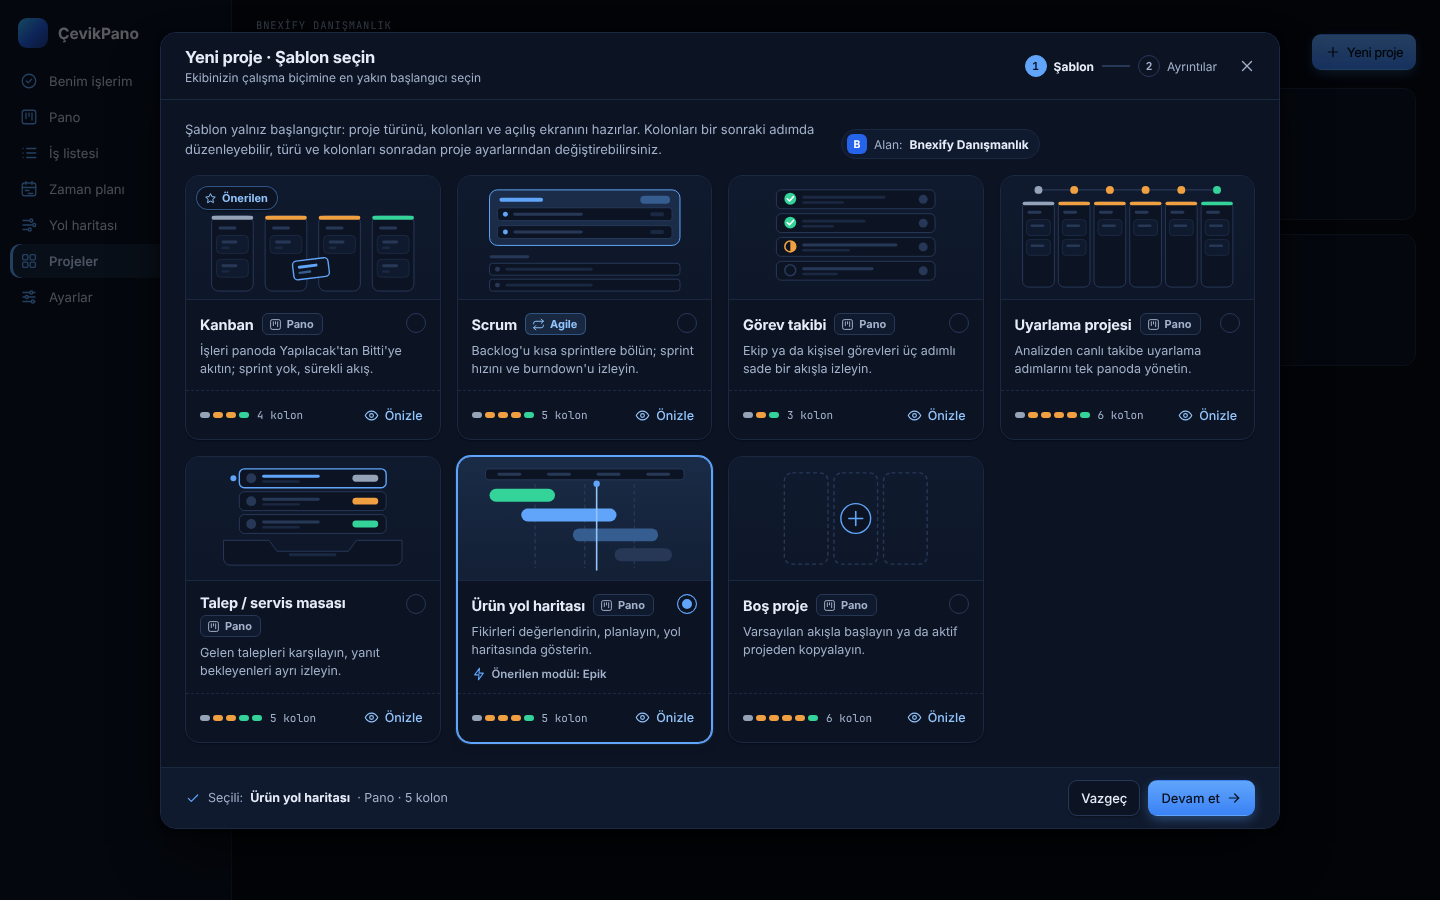 ÇevikPano
Benim işlerim
Pano
İş listesi
Zaman planı
Yol haritası
Projeler
Ayarlar
BNEXİFY DANIŞMANLIK
Yeni proje
Yeni proje · Şablon seçin
Ekibinizin çalışma biçimine en yakın başlangıcı seçin
1 Şablon
2 Ayrıntılar
Şablon yalnız başlangıçtır: proje türünü, kolonları ve açılış ekranını hazırlar. Kolonları bir sonraki adımda
düzenleyebilir, türü ve kolonları sonradan proje ayarlarından değiştirebilirsiniz.
B Alan: Bnexify Danışmanlık
Önerilen
Kanban Pano
İşleri panoda Yapılacak'tan Bitti'ye
akıtın; sprint yok, sürekli akış.
4 kolon Önizle
Scrum Agile
Backlog'u kısa sprintlere bölün; sprint
hızını ve burndown'u izleyin.
5 kolon Önizle
Görev takibi Pano
Ekip ya da kişisel görevleri üç adımlı
sade bir akışla izleyin.
3 kolon Önizle
Uyarlama projesi Pano
Analizden canlı takibe uyarlama
adımlarını tek panoda yönetin.
6 kolon Önizle
Talep / servis masası
Pano
Gelen talepleri karşılayın, yanıt
bekleyenleri ayrı izleyin.
5 kolon Önizle
Ürün yol haritası Pano
Fikirleri değerlendirin, planlayın, yol
haritasında gösterin.
Önerilen modül: Epik
5 kolon Önizle
Boş proje Pano
Varsayılan akışla başlayın ya da aktif
projeden kopyalayın.
6 kolon Önizle
Seçili: Ürün yol haritası · Pano · 5 kolon
Vazgeç
Devam et